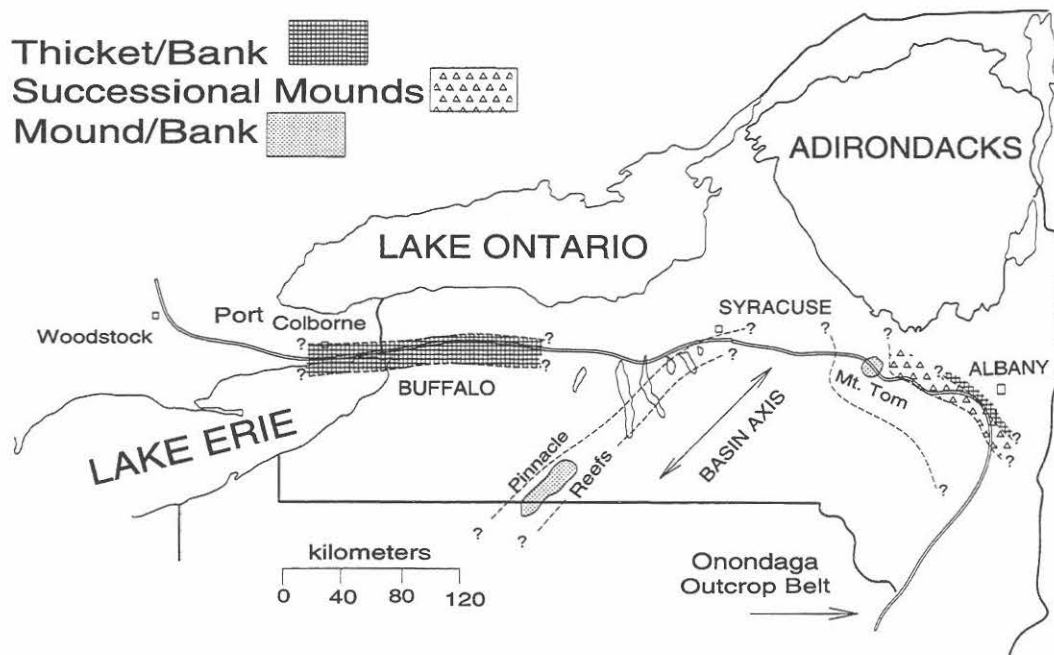 Thicket/Bank
Successional Mounds
Mound/Bank
ADIRONDACKS
LAKE ONTARIO
SYRACUSE
?
Woodstock
Port Colborne
?
?
?
?
?
?
?
ALBANY
?
?
BUFFALO
Mt. Tom
LAKE ERIE
BASIN AXIS
Pinnacle
Reefs
?
?
?
?
?
kilometers
0 40 80 120
Onondaga
Outcrop Belt